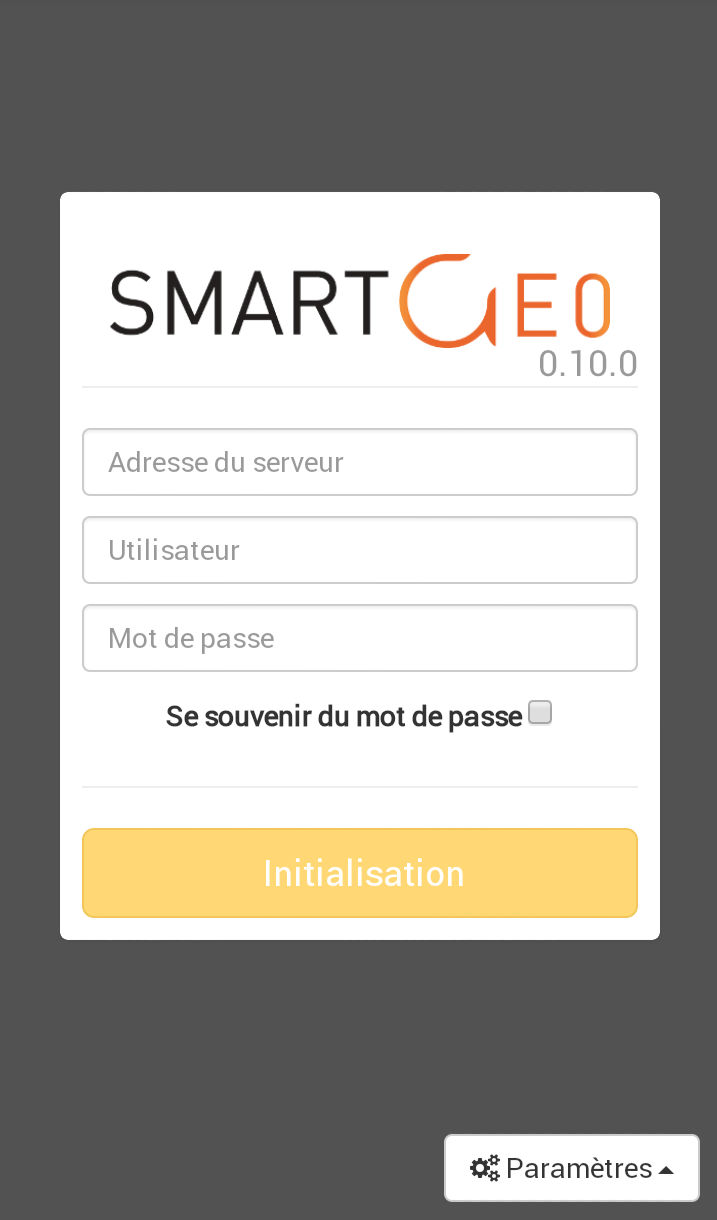 SMARTGEO
0.10.0
Adresse du serveur
Utilisateur
Mot de passe
Se souvenir du mot de passe
Initialisation
Paramètres